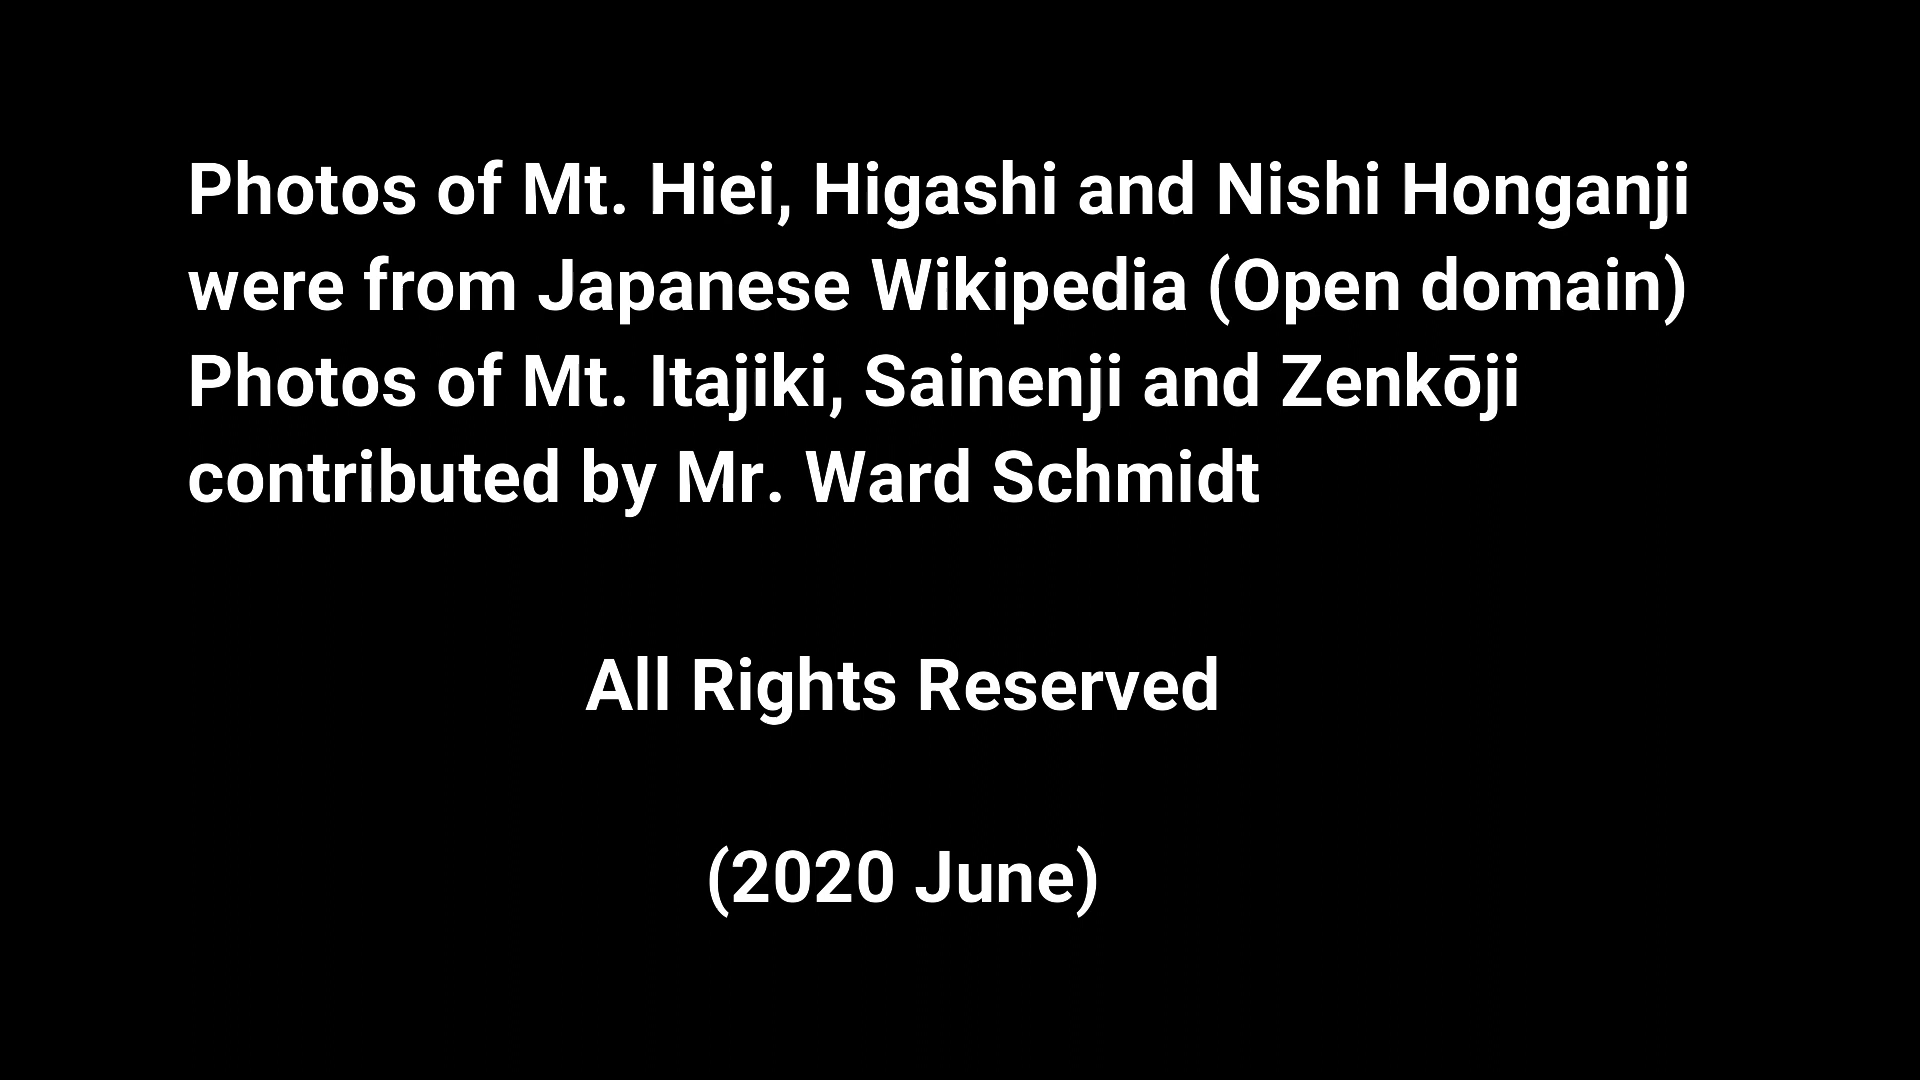 Photos of Mt. Hiei, Higashi and Nishi Honganji
were from Japanese Wikipedia (Open domain)
Photos of Mt. Itajiki, Sainenji and Zenkōji
contributed by Mr. Ward Schmidt
All Rights Reserved
(2020 June)